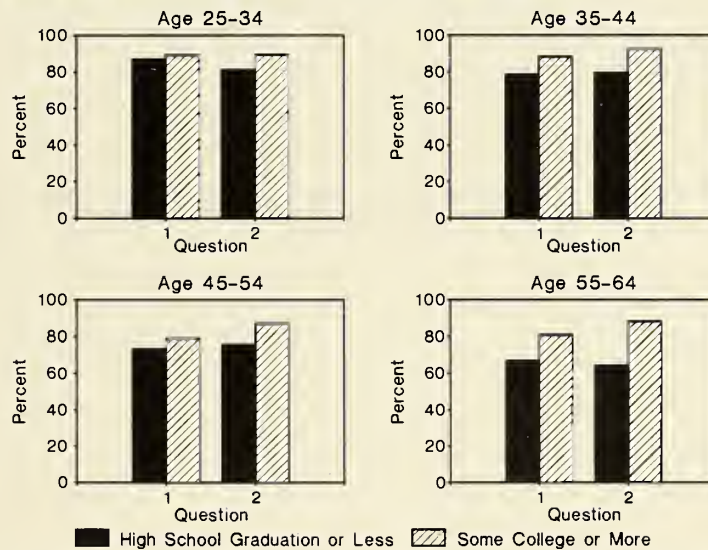 Age 25-34
Percent
100
80
60
40
20
0
1 2
Question
Age 35-44
Percent
100
80
60
40
20
0
1 2
Question
Age 45-54
Percent
100
80
60
40
20
0
1 2
Question
Age 55-64
Percent
100
80
60
40
20
0
1 2
Question
High School Graduation or Less Some College or More